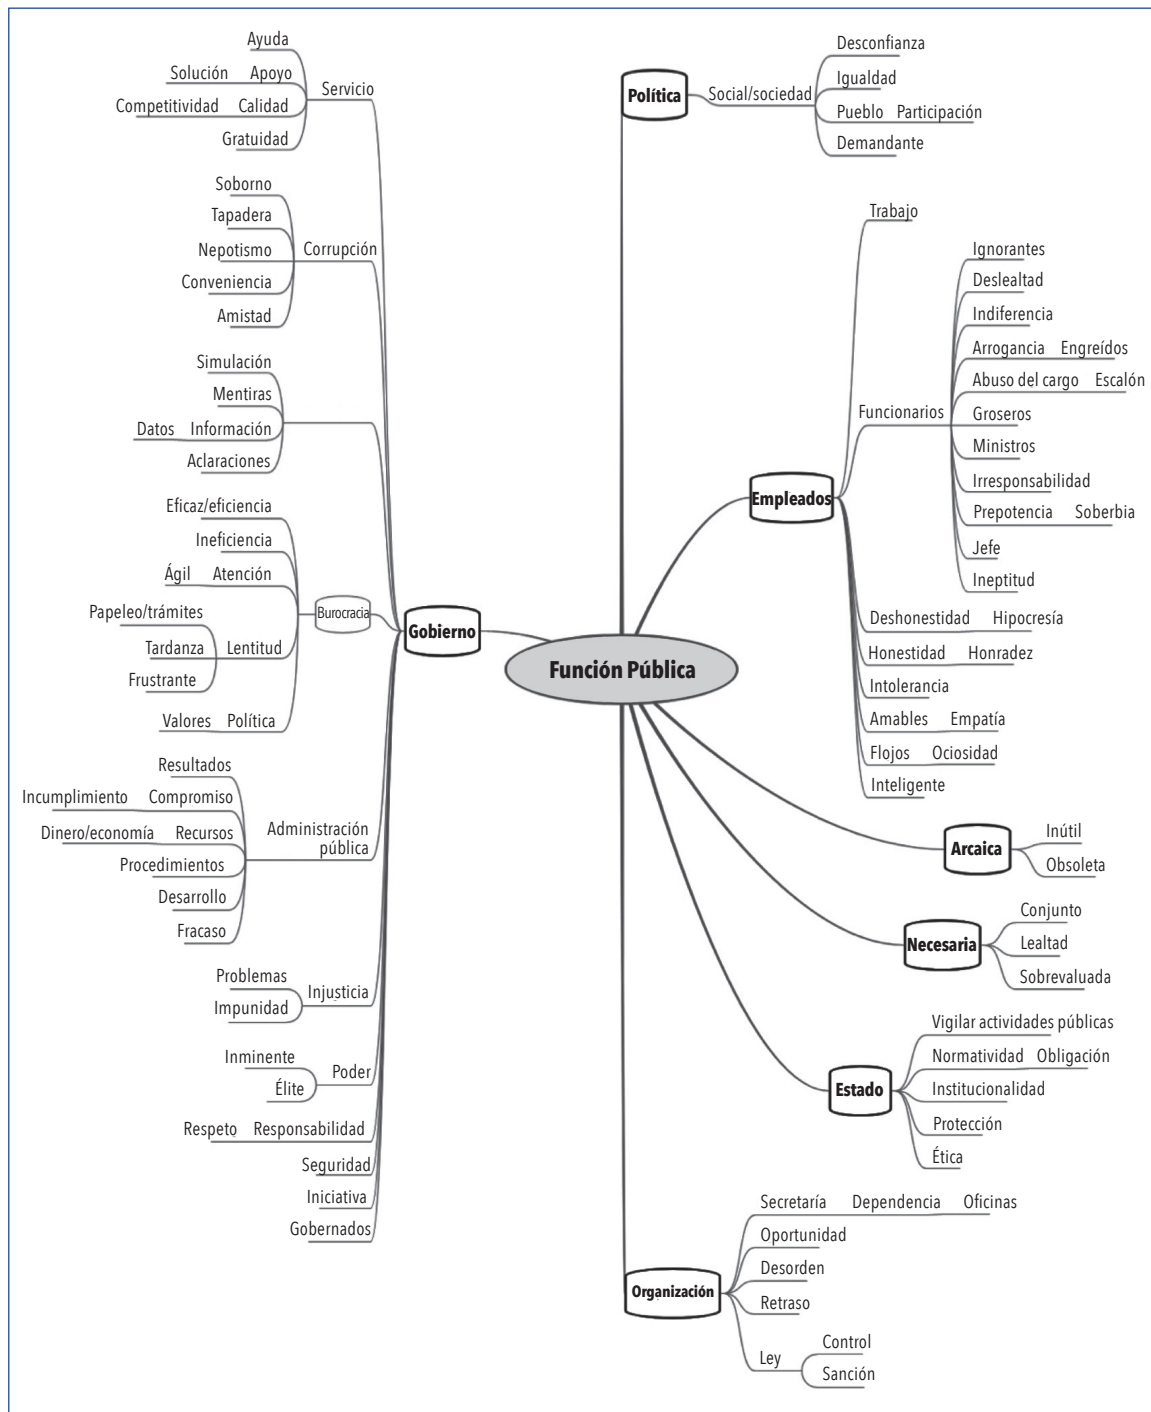 Función Pública
Gobierno
Servicio
Ayuda
Solución Apoyo
Competitividad Calidad
Gratuidad
Corrupción
Soborno
Tapadera
Nepotismo
Conveniencia
Amistad
Simulación
Mentiras
Datos Información
Aclaraciones
Burocracia
Eficaz/eficiencia
Ineficiencia
Ágil Atención
Papeleo/trámites
Tardanza Lentitud
Frustrante
Valores Política
Administración
pública
Resultados
Incumplimiento Compromiso
Dinero/economía Recursos
Procedimientos
Desarrollo
Fracaso
Injusticia
Problemas
Impunidad
Poder
Inminente
Élite
Respeto Responsabilidad
Seguridad
Iniciativa
Gobernados
Política
Social/sociedad
Desconfianza
Igualdad
Pueblo Participación
Demandante
Empleados
Trabajo
Funcionarios
Ignorantes
Deslealtad
Indiferencia
Arrogancia Engreídos
Abuso del cargo Escalón
Groseros
Ministros
Irresponsabilidad
Prepotencia Soberbia
Jefe
Ineptitud
Deshonestidad Hipocresía
Honestidad Honradez
Intolerancia
Amables Empatía
Flojos Ociosidad
Inteligente
Arcaica
Inútil
Obsoleta
Necesaria
Conjunto
Lealtad
Sobrevaluada
Estado
Vigilar actividades públicas
Normatividad Obligación
Institucionalidad
Protección
Ética
Organización
Secretaría Dependencia Oficinas
Oportunidad
Desorden
Retraso
Ley
Control
Sanción